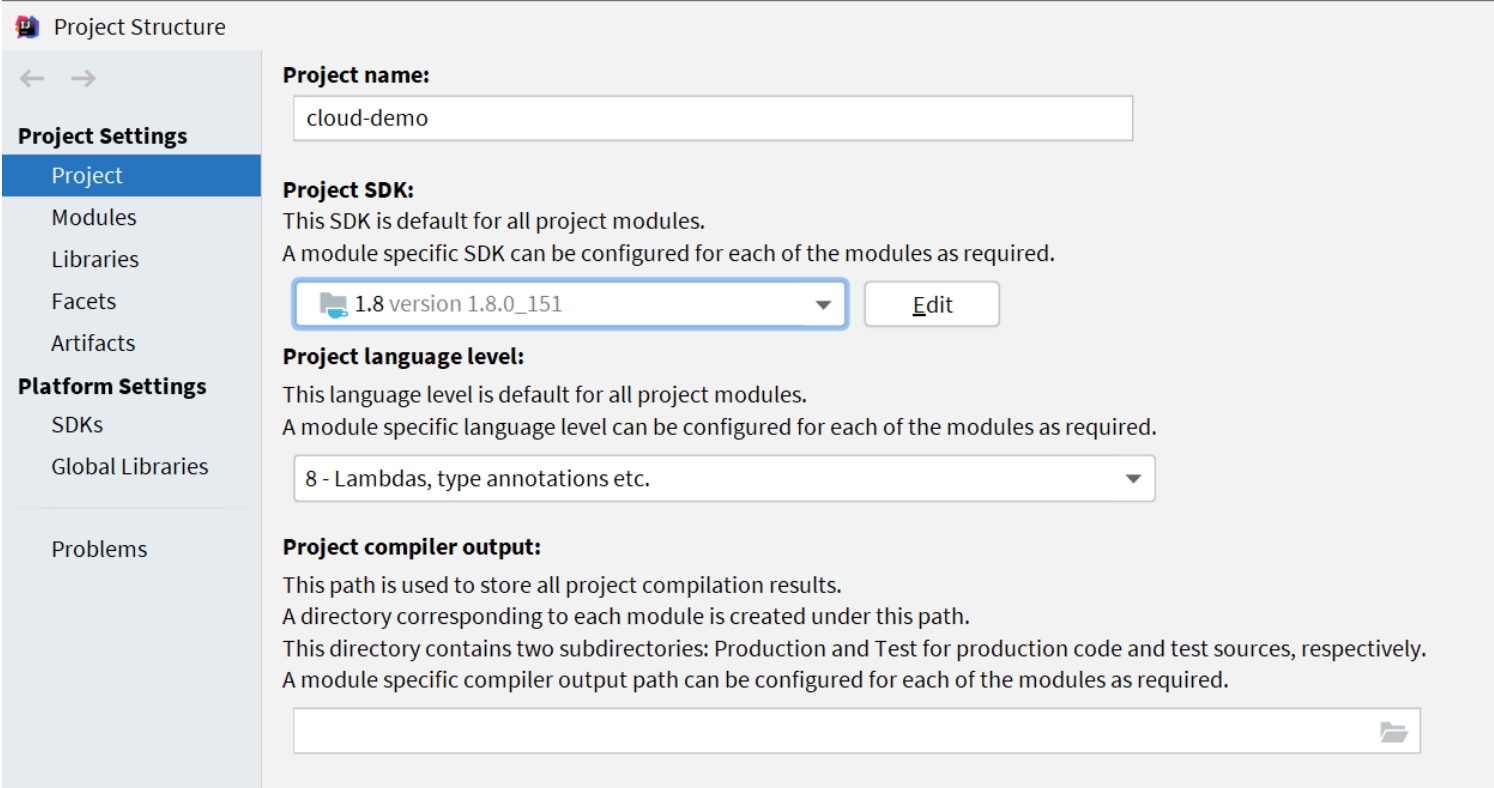 Project Structure
Project Settings
Project
Modules
Libraries
Facets
Artifacts
Platform Settings
SDKs
Global Libraries
Problems
Project name:
cloud-demo
Project SDK:
This SDK is default for all project modules.
A module specific SDK can be configured for each of the modules as required.
1.8 version 1.8.0_151
Edit
Project language level:
This language level is default for all project modules.
A module specific language level can be configured for each of the modules as required.
8 - Lambdas, type annotations etc.
Project compiler output:
This path is used to store all project compilation results.
A directory corresponding to each module is created under this path.
This directory contains two subdirectories: Production and Test for production code and test sources, respectively.
A module specific compiler output path can be configured for each of the modules as required.